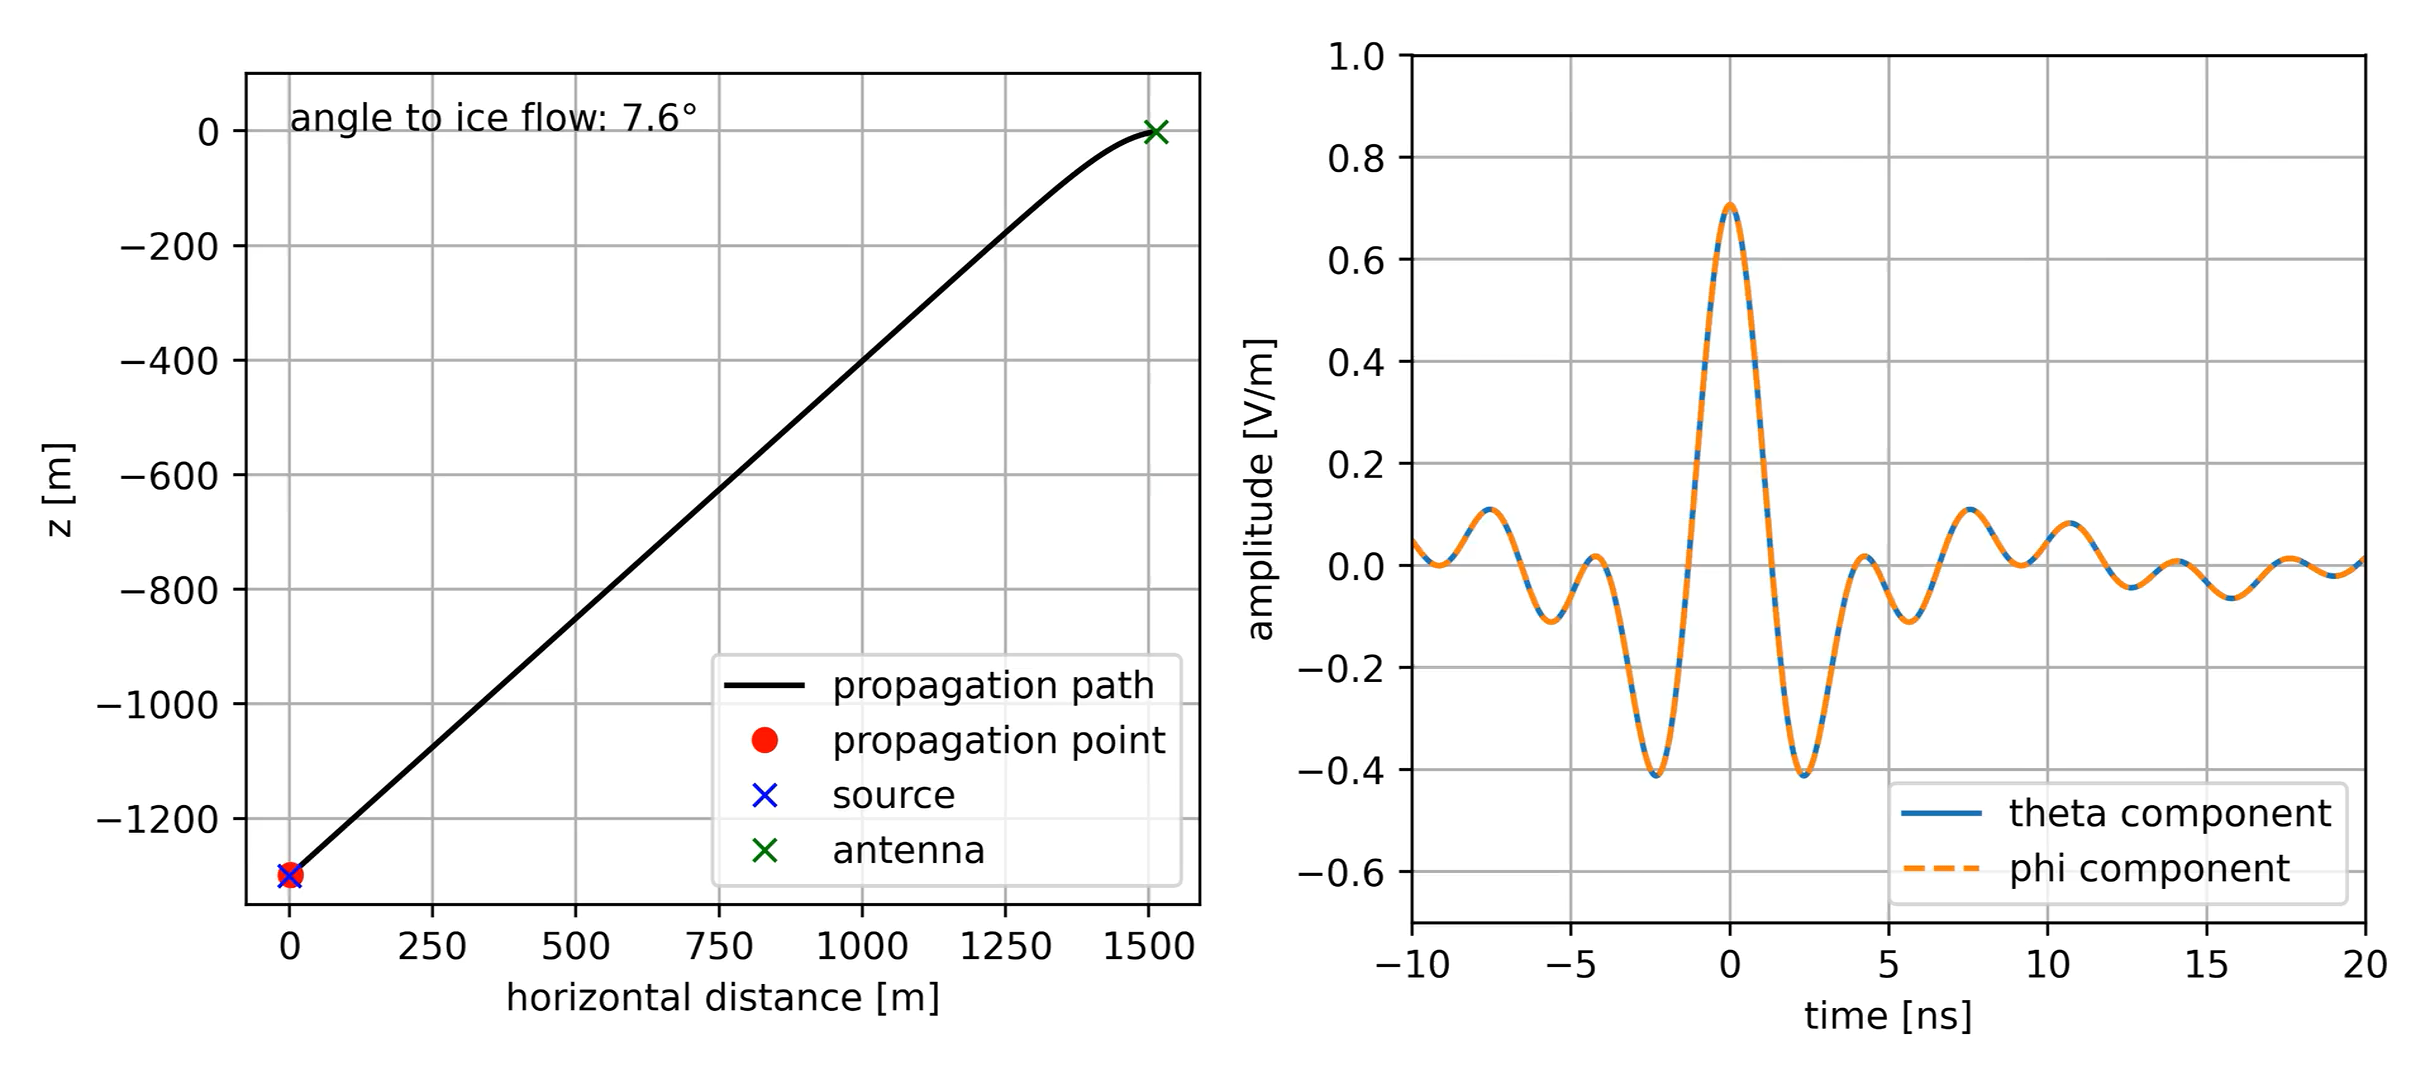 angle to ice flow: 7.6°
0
−200
−400
−600
−800
−1000
−1200
z [m]
propagation path
propagation point
source
antenna
0 250 500 750 1000 1250 1500
horizontal distance [m]
1.0
0.8
0.6
0.4
0.2
0.0
−0.2
−0.4
−0.6
amplitude [V/m]
theta component
phi component
−10 −5 0 5 10 15 20
time [ns]